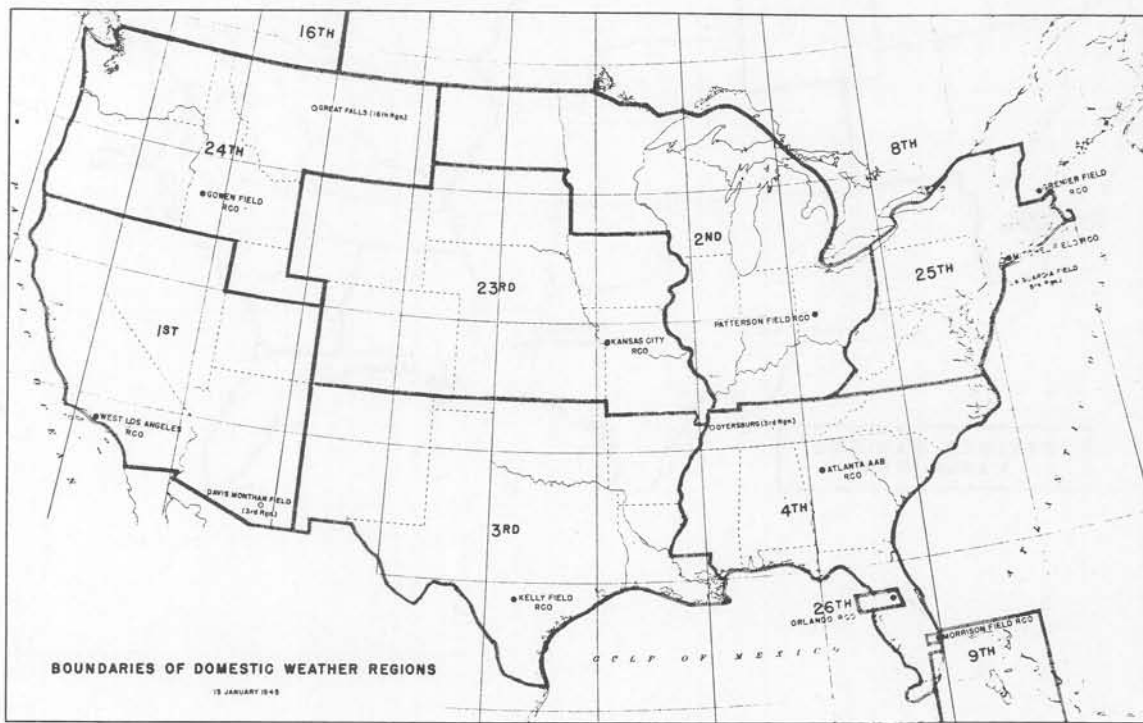 16TH
GREAT FALLS (16th Rgn.)
8TH
24TH
GOWEN FIELD
RCO
GRENIER FIELD
RCO
2ND
25TH
FIELD RCO
LA GUARDIA FIELD
23RD
1ST
PATTERSON FIELD RCO
KANSAS CITY
RCO
WEST LOS ANGELES
RCO
DYERSBURG (3rd Rgn.)
ATLANTA AAB
RCO
DAVIS MONTHAM FIELD
(3rd Rgn.)
3RD
4TH
KELLY FIELD
RCO
26TH
ORLANDO RCO
MORRISON FIELD RCO
9TH
GULF OF MEXICO
PACIFIC OCEAN
BOUNDARIES OF DOMESTIC WEATHER REGIONS
15 JANUARY 1945